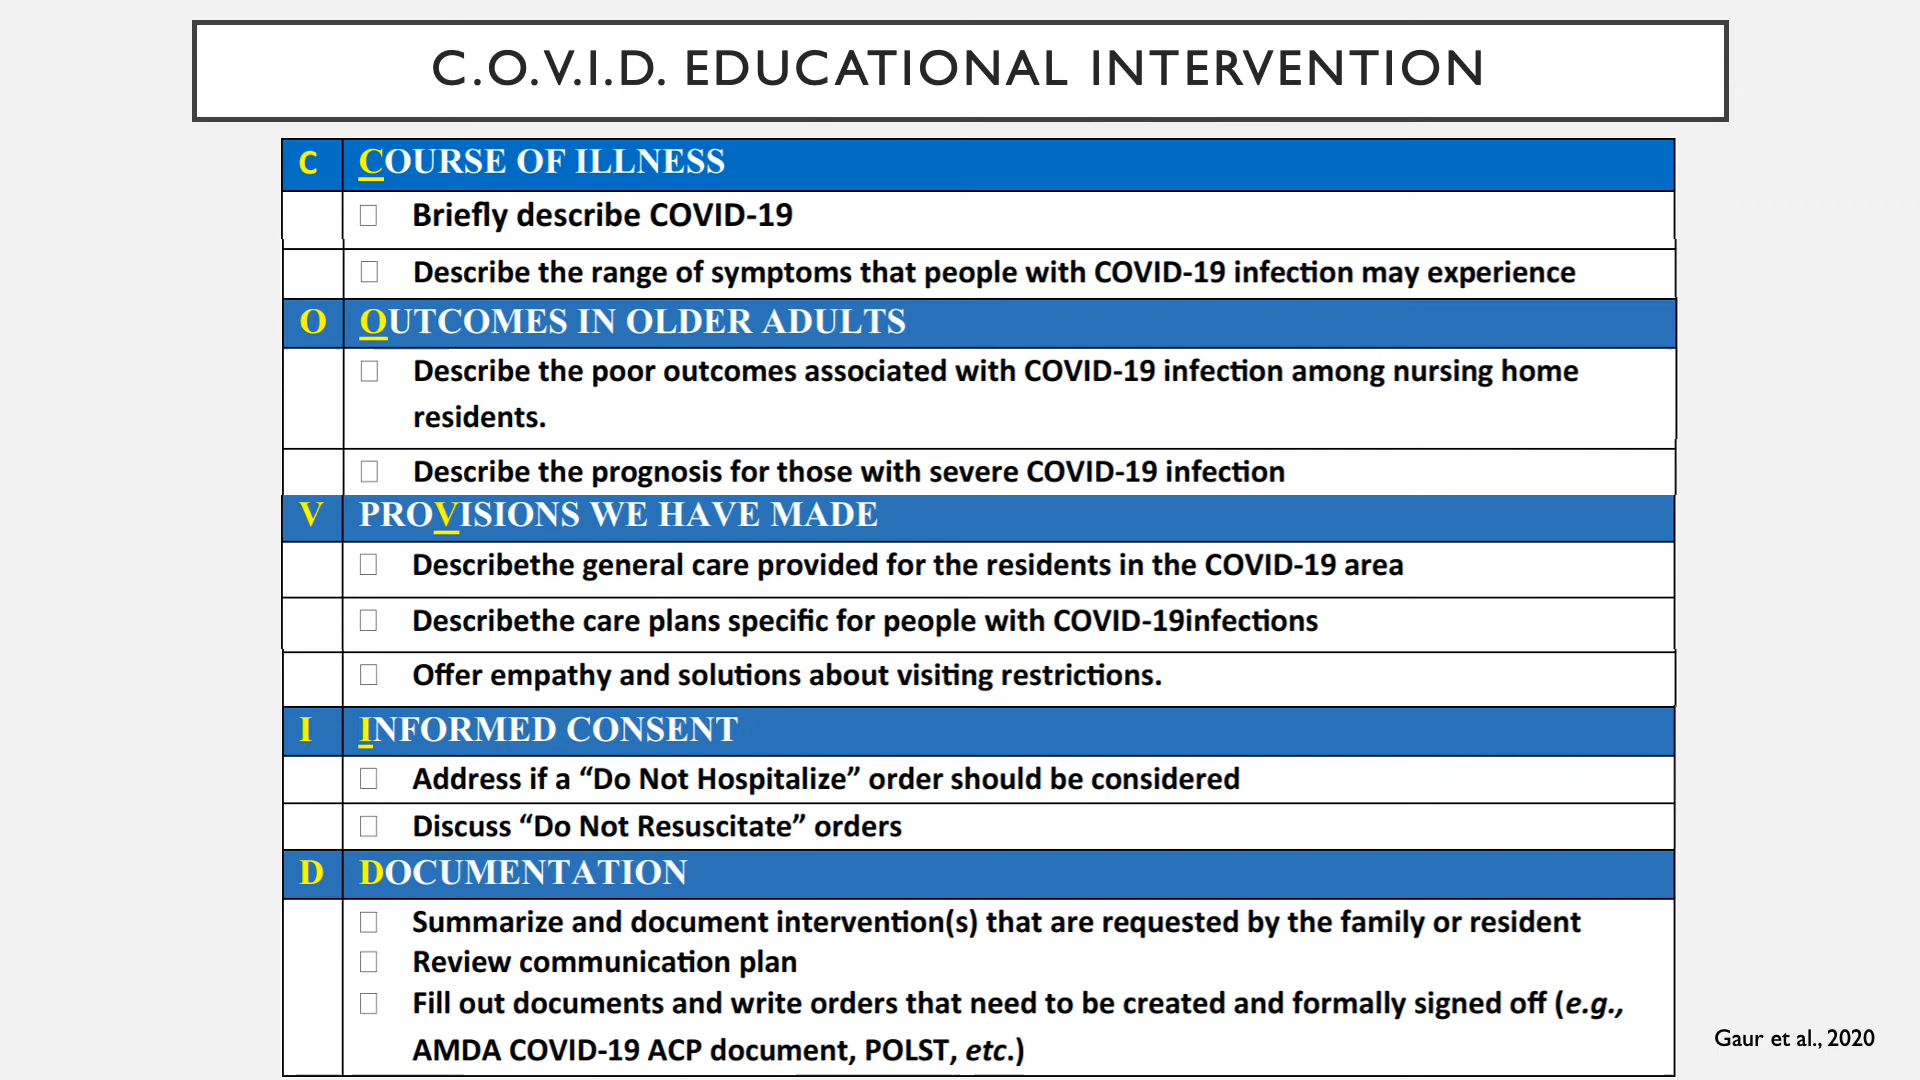 C.O.V.I.D. EDUCATIONAL INTERVENTION
C COURSE OF ILLNESS
Briefly describe COVID-19
Describe the range of symptoms that people with COVID-19 infection may experience
O OUTCOMES IN OLDER ADULTS
Describe the poor outcomes associated with COVID-19 infection among nursing home
residents.
Describe the prognosis for those with severe COVID-19 infection
V PROVISIONS WE HAVE MADE
Describethe general care provided for the residents in the COVID-19 area
Describethe care plans specific for people with COVID-19infections
Offer empathy and solutions about visiting restrictions.
I INFORMED CONSENT
Address if a “Do Not Hospitalize” order should be considered
Discuss “Do Not Resuscitate” orders
D DOCUMENTATION
Summarize and document intervention(s) that are requested by the family or resident
Review communication plan
Fill out documents and write orders that need to be created and formally signed off (e.g.,
AMDA COVID-19 ACP document, POLST, etc.)
Gaur et al., 2020